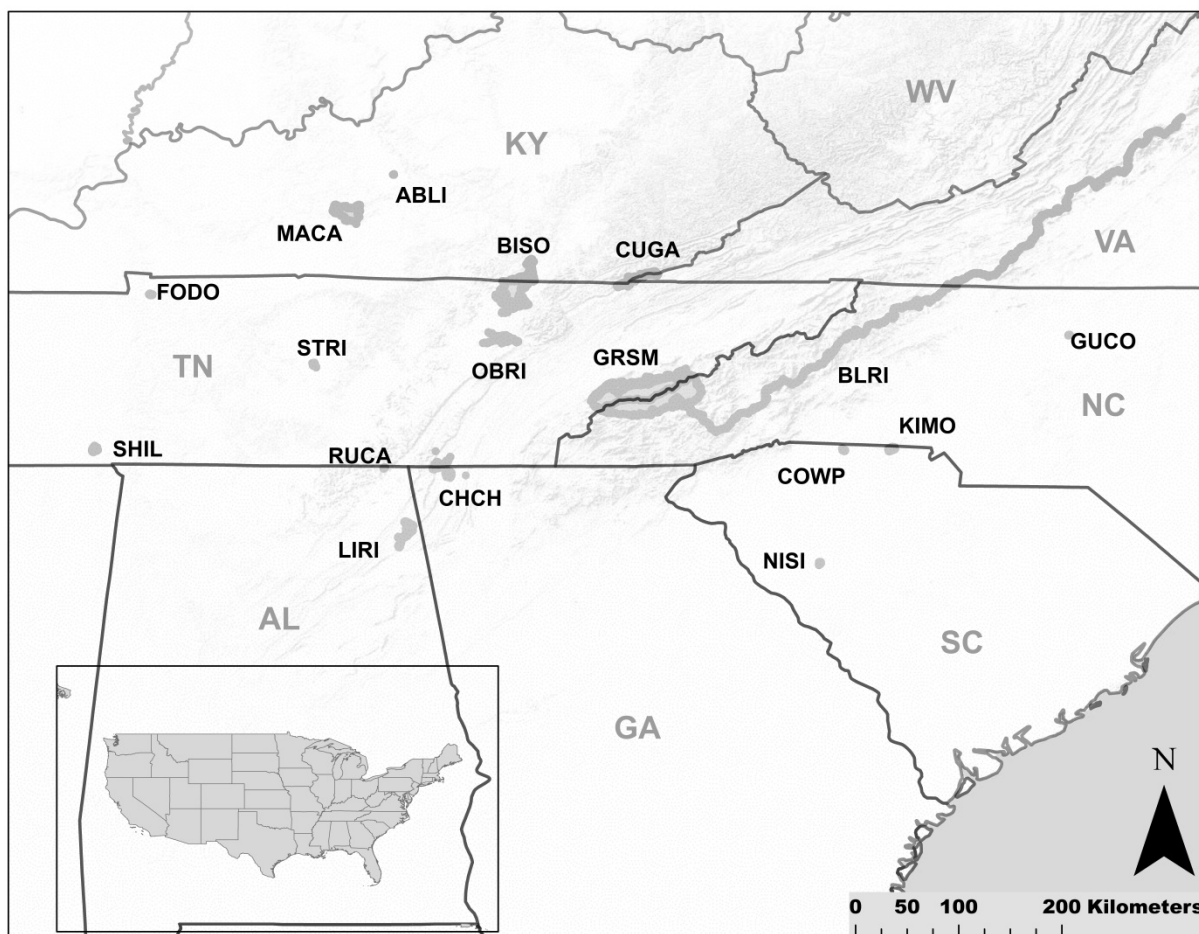 WV
KY
ABLI
MACA
VA
BISO
CUGA
FODO
GUCO
STRI
TN
OBRI
GRSM
BLRI
NC
KIMO
SHIL
RUCA
COWP
CHCH
LIRI
NISI
AL
SC
GA
N
0 50 100 200 Kilometers